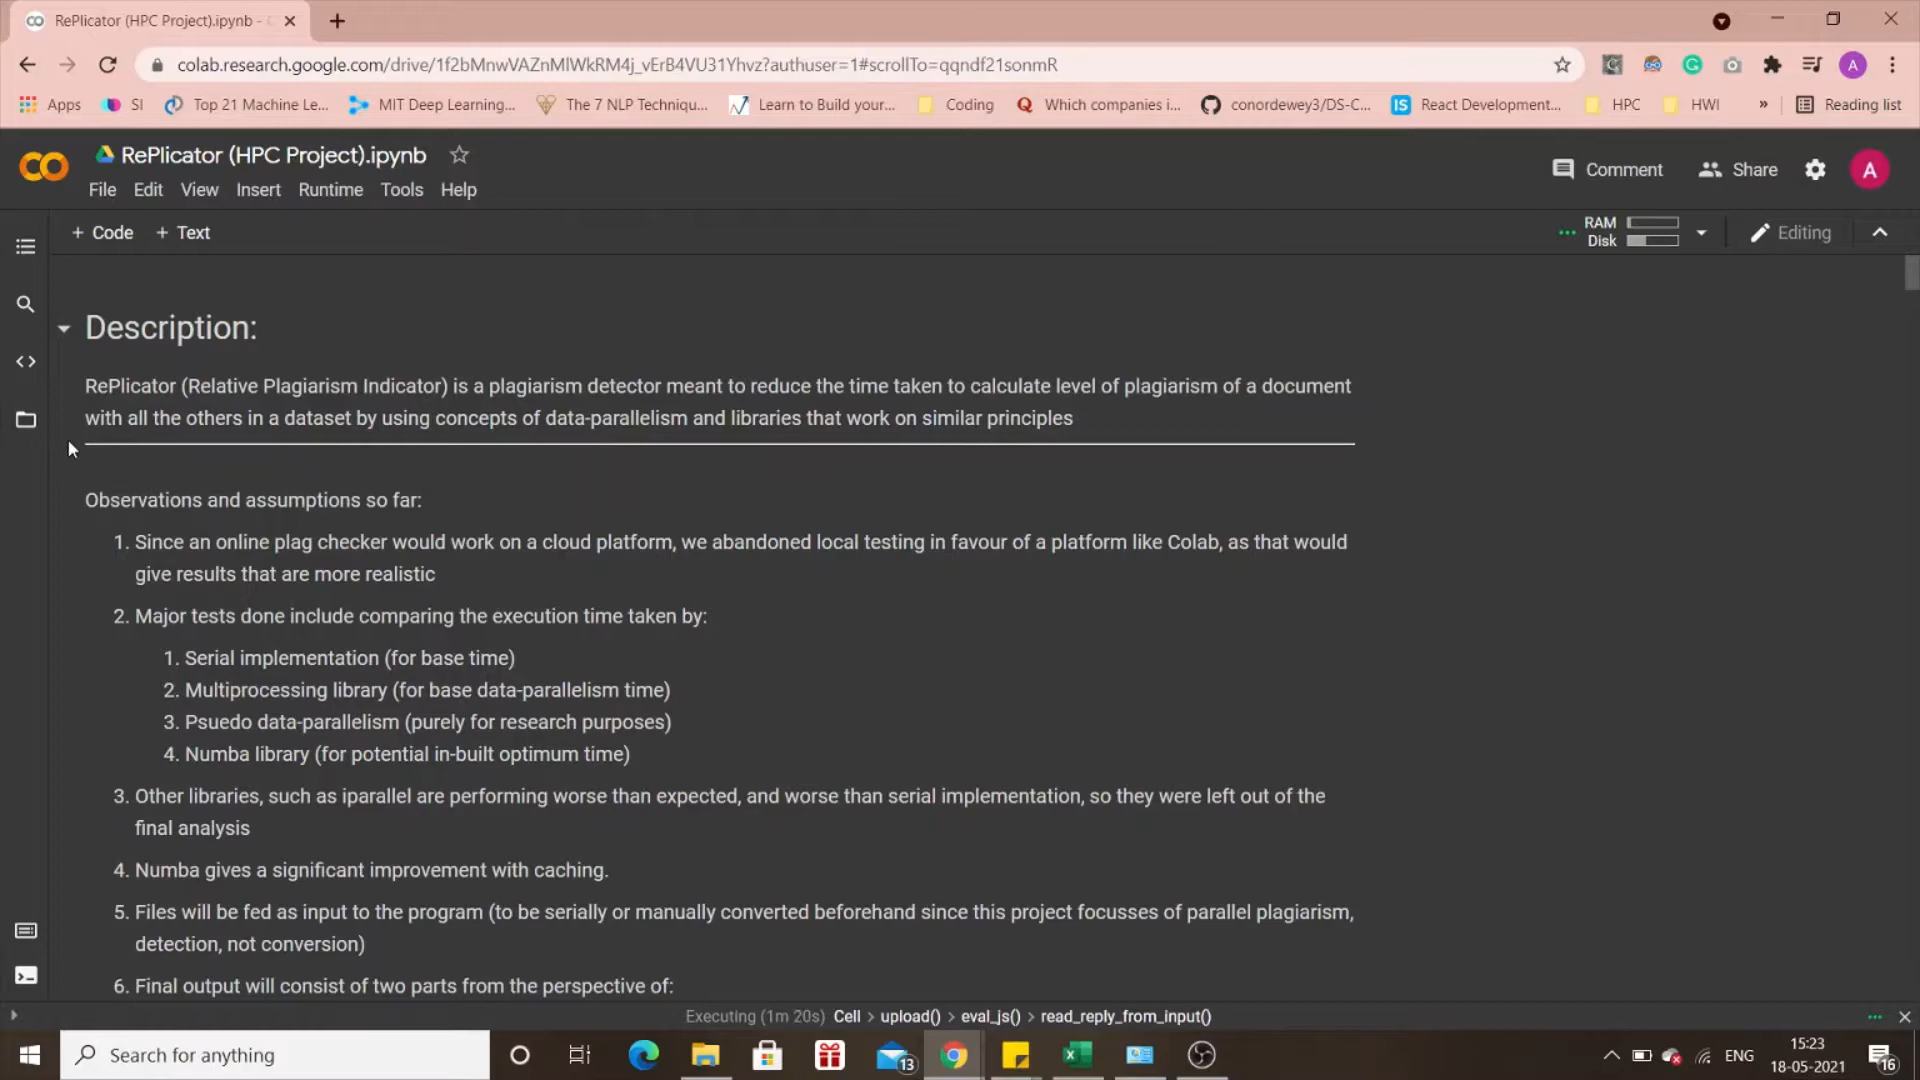 RePlicator (HPC Project).ipynb -
colab.research.google.com/drive/1f2bMnwVAZnMlWkRM4j_vErB4VU31Yhvz?authuser=1#scrollTo=qqndf21sonmR
A
Apps SI Top 21 Machine Le... MIT Deep Learning... The 7 NLP Techniqu... Learn to Build your... Coding Which companies i... conordewey3/DS-C... React Development... HPC HWI » Reading list
RePlicator (HPC Project).ipynb
Comment Share A
File Edit View Insert Runtime Tools Help
+ Code + Text
RAM
Disk
Editing
Description:
RePlicator (Relative Plagiarism Indicator) is a plagiarism detector meant to reduce the time taken to calculate level of plagiarism of a document
with all the others in a dataset by using concepts of data-parallelism and libraries that work on similar principles
Observations and assumptions so far:
1. Since an online plag checker would work on a cloud platform, we abandoned local testing in favour of a platform like Colab, as that would
give results that are more realistic
2. Major tests done include comparing the execution time taken by:
1. Serial implementation (for base time)
2. Multiprocessing library (for base data-parallelism time)
3. Psuedo data-parallelism (purely for research purposes)
4. Numba library (for potential in-built optimum time)
3. Other libraries, such as iparallel are performing worse than expected, and worse than serial implementation, so they were left out of the
final analysis
4. Numba gives a significant improvement with caching.
5. Files will be fed as input to the program (to be serially or manually converted beforehand since this project focusses of parallel plagiarism,
detection, not conversion)
6. Final output will consist of two parts from the perspective of:
Executing (1m 20s) Cell > upload() > eval_js() > read_reply_from_input()
Search for anything
13
ENG
15:23
18-05-2021
16